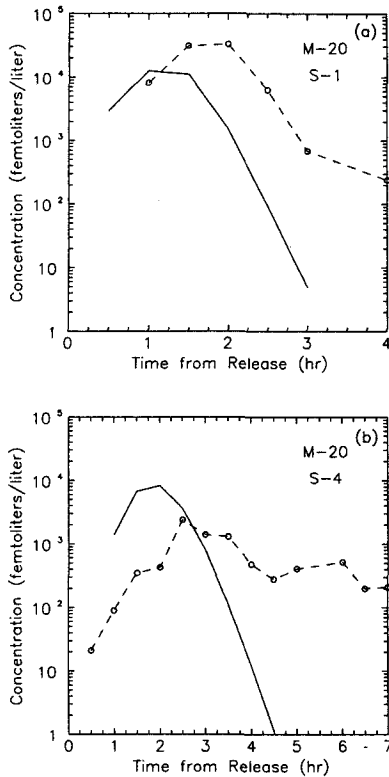 10⁵
(a)
M-20
S-1
10⁴
10³
10²
10
1
Concentration (femtoliters/liter)
0 1 2 3 4
Time from Release (hr)
10⁵
(b)
M-20
S-4
10⁴
10³
10²
10
1
Concentration (femtoliters/liter)
0 1 2 3 4 5 6 7
Time from Release (hr)